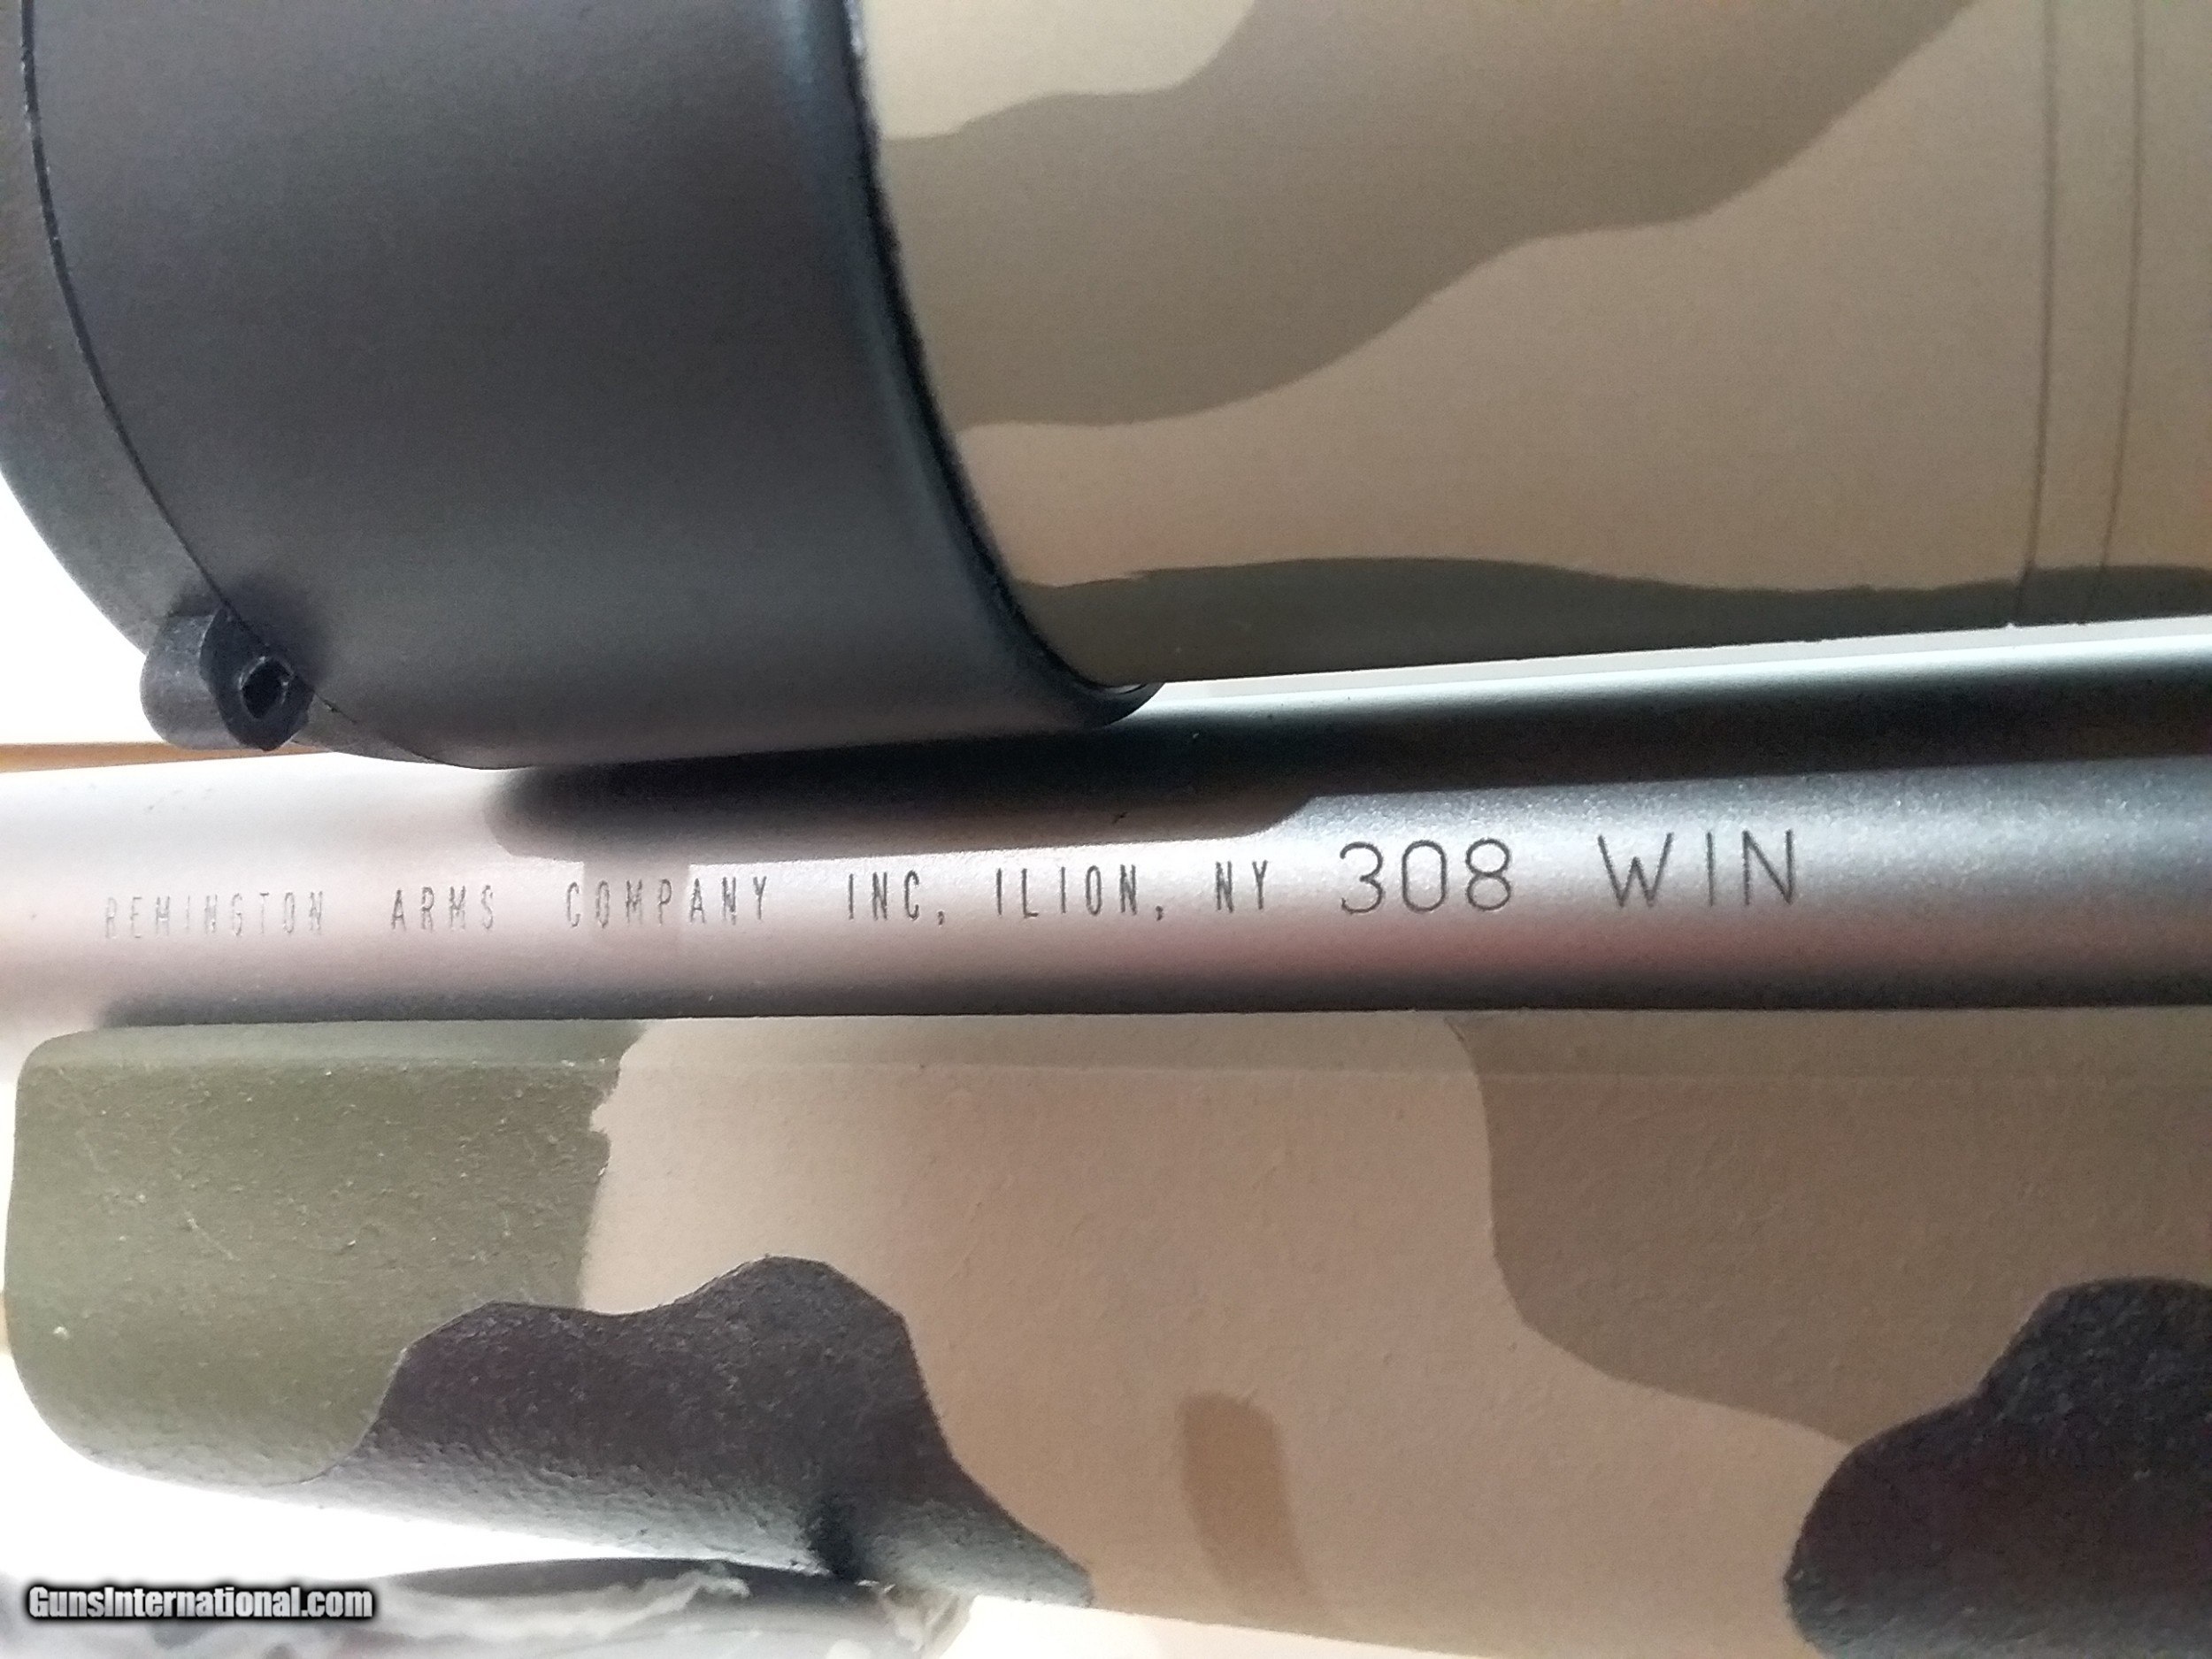 REMINGTON ARMS COMPANY INC, ILION, NY 308 WIN
GunsInternational.com